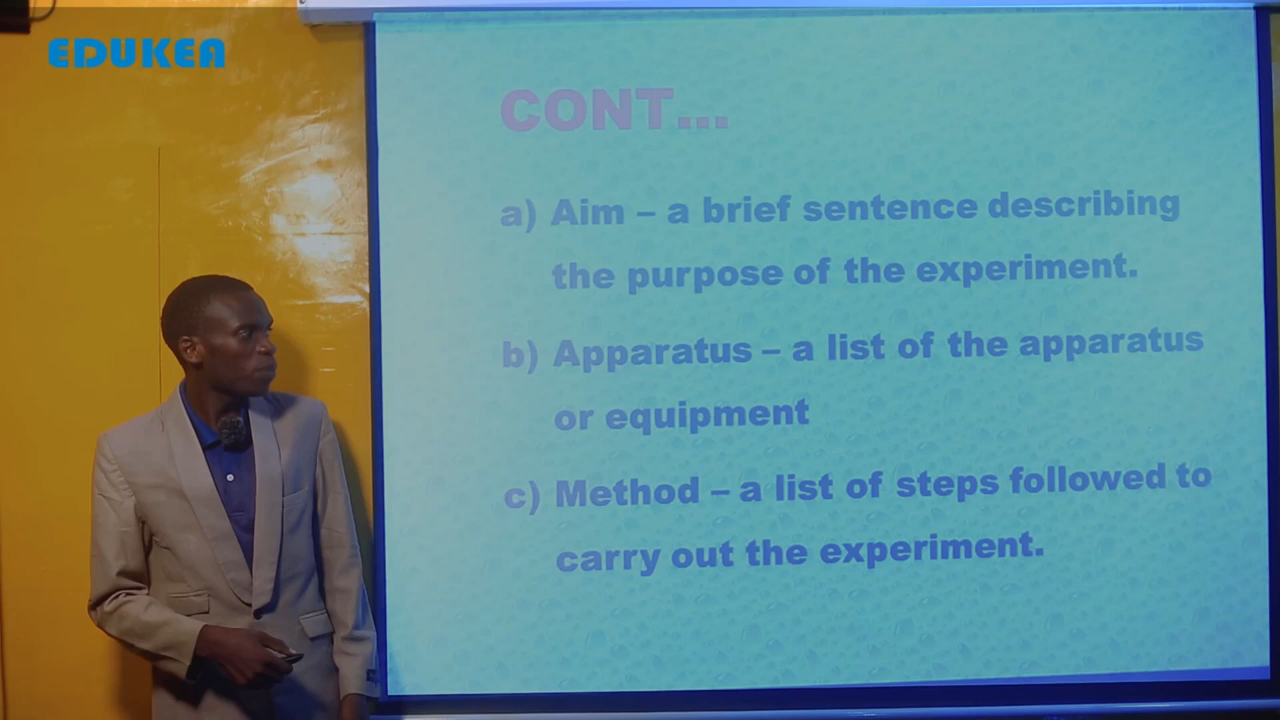 EDUKEA
CONT...
a) Aim – a brief sentence describing
the purpose of the experiment.
b) Apparatus – a list of the apparatus
or equipment
c) Method – a list of steps followed to
carry out the experiment.